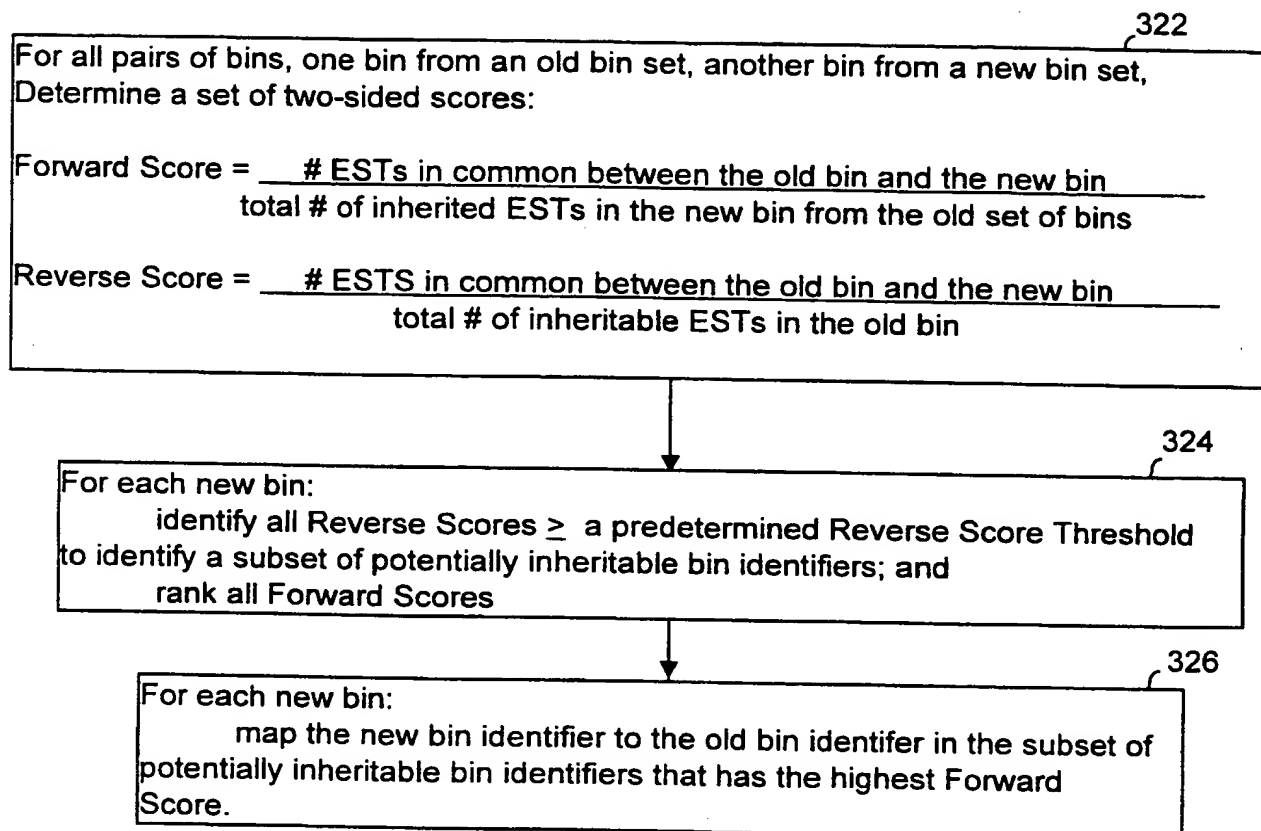 322
For all pairs of bins, one bin from an old bin set, another bin from a new bin set,
Determine a set of two-sided scores:
Forward Score = # ESTs in common between the old bin and the new bin
total # of inherited ESTs in the new bin from the old set of bins
Reverse Score = # ESTS in common between the old bin and the new bin
total # of inheritable ESTs in the old bin
324
For each new bin:
identify all Reverse Scores ≥ a predetermined Reverse Score Threshold
to identify a subset of potentially inheritable bin identifiers; and
rank all Forward Scores
326
For each new bin:
map the new bin identifier to the old bin identifer in the subset of
potentially inheritable bin identifiers that has the highest Forward
Score.